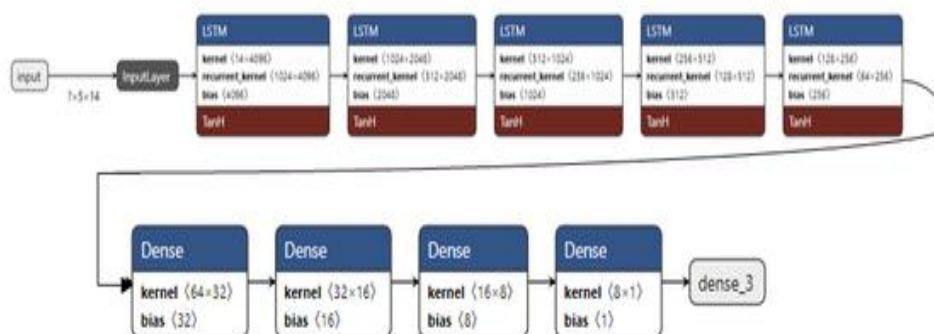 input
?×5×14
InputLayer
LSTM
kernel ⟨14×4096⟩
recurrent_kernel ⟨1024×4096⟩
bias ⟨4096⟩
TanH
LSTM
kernel ⟨1024×2048⟩
recurrent_kernel ⟨512×2048⟩
bias ⟨2048⟩
TanH
LSTM
kernel ⟨512×1024⟩
recurrent_kernel ⟨256×1024⟩
bias ⟨1024⟩
TanH
LSTM
kernel ⟨256×512⟩
recurrent_kernel ⟨128×512⟩
bias ⟨512⟩
TanH
LSTM
kernel ⟨128×256⟩
recurrent_kernel ⟨64×256⟩
bias ⟨256⟩
TanH
Dense
kernel ⟨64×32⟩
bias ⟨32⟩
Dense
kernel ⟨32×16⟩
bias ⟨16⟩
Dense
kernel ⟨16×8⟩
bias ⟨8⟩
Dense
kernel ⟨8×1⟩
bias ⟨1⟩
dense_3